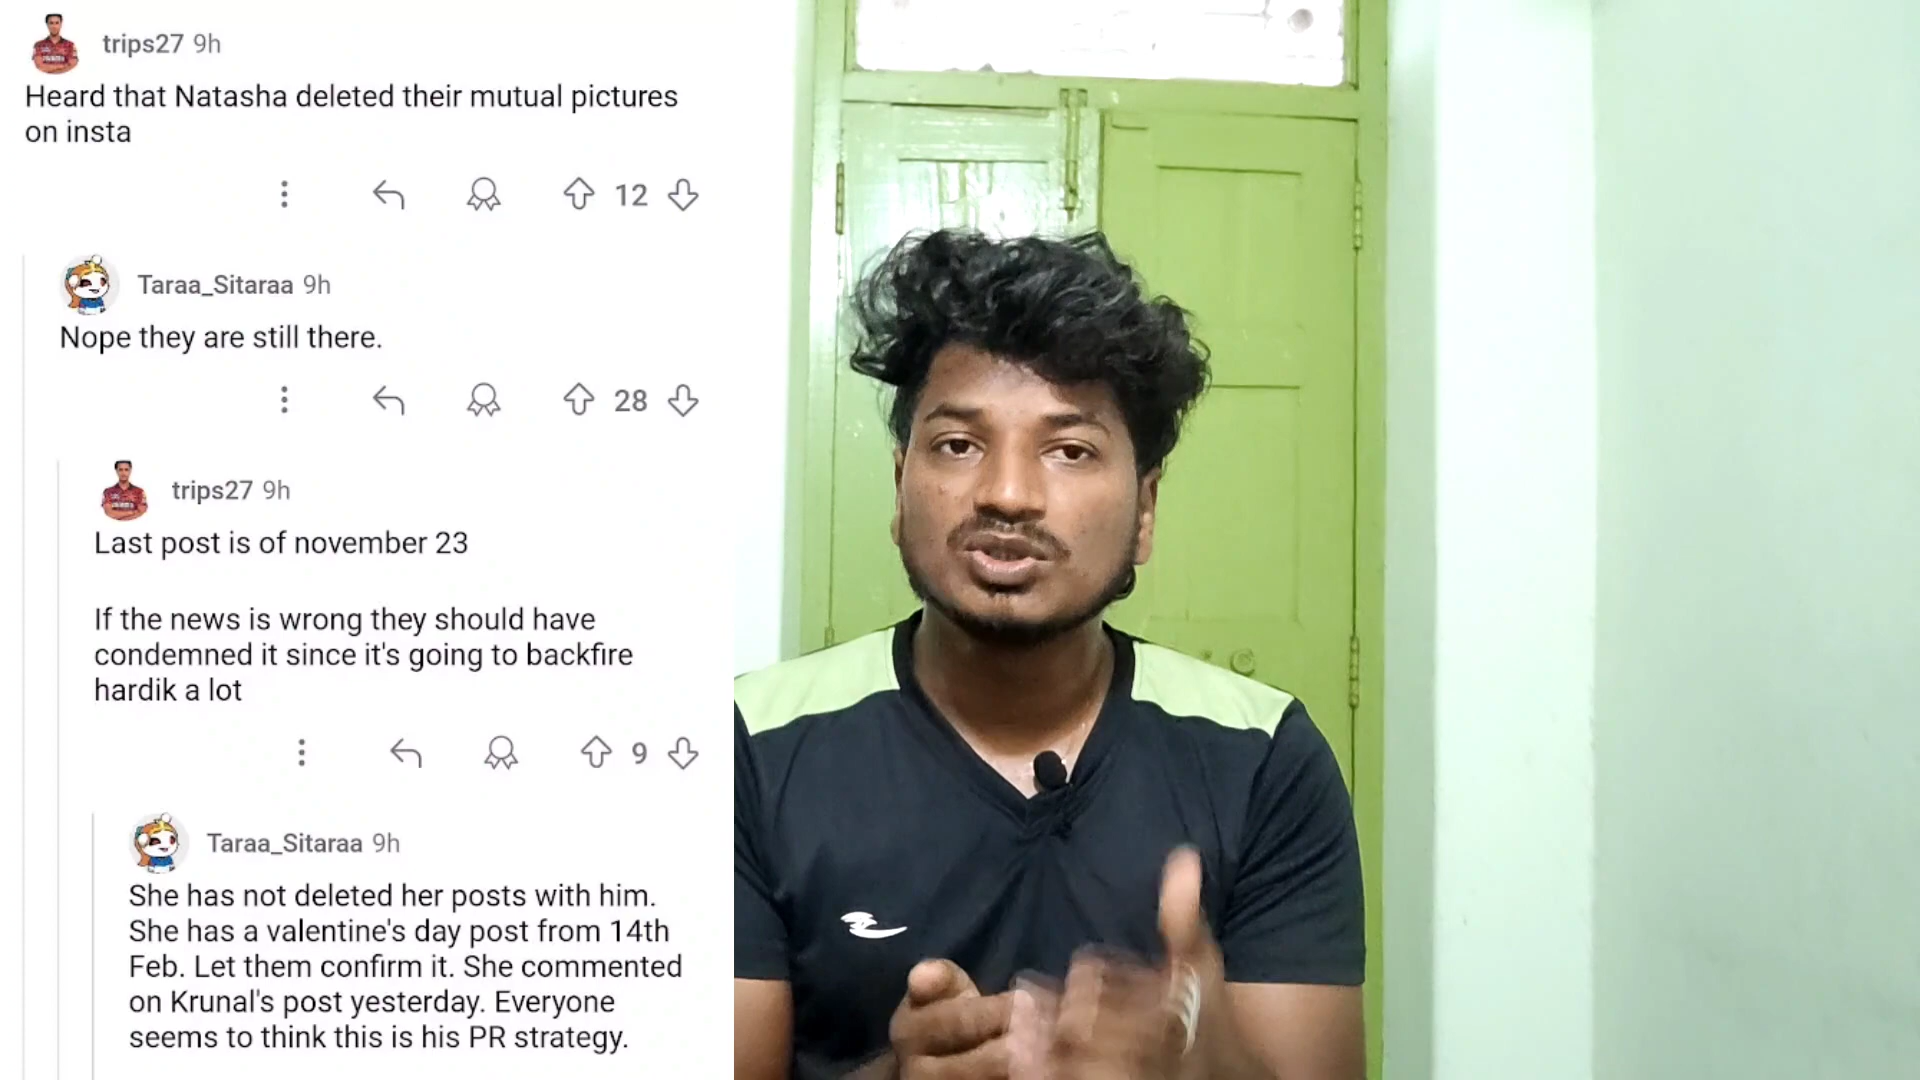 trips27 9h
Heard that Natasha deleted their mutual pictures
on insta
12
Taraa_Sitaraa 9h
Nope they are still there.
28
trips27 9h
Last post is of november 23
If the news is wrong they should have
condemned it since it's going to backfire
hardik a lot
9
Taraa_Sitaraa 9h
She has not deleted her posts with him.
She has a valentine's day post from 14th
Feb. Let them confirm it. She commented
on Krunal's post yesterday. Everyone
seems to think this is his PR strategy.